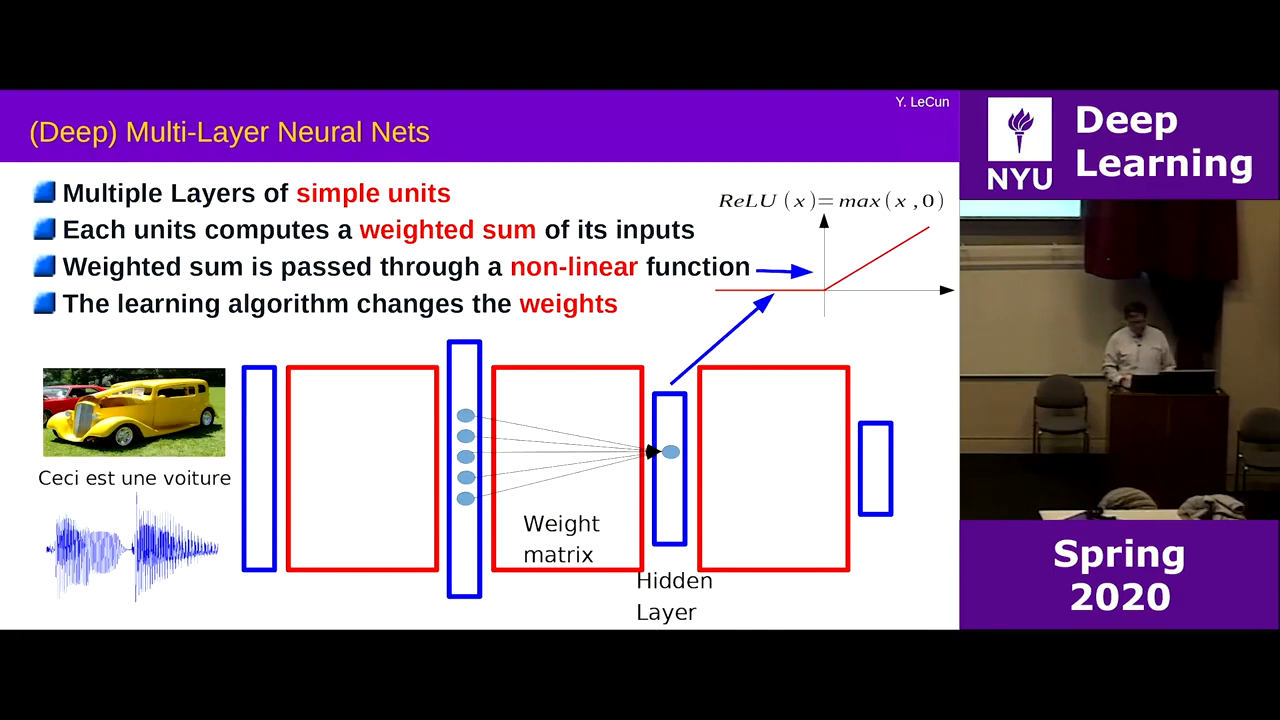 Y. LeCun
(Deep) Multi-Layer Neural Nets
Multiple Layers of simple units
Each units computes a weighted sum of its inputs
Weighted sum is passed through a non-linear function
The learning algorithm changes the weights
ReLU (x)=max(x ,0)
Ceci est une voiture
Weight
matrix
Hidden
Layer
NYU
Deep
Learning
Spring
2020